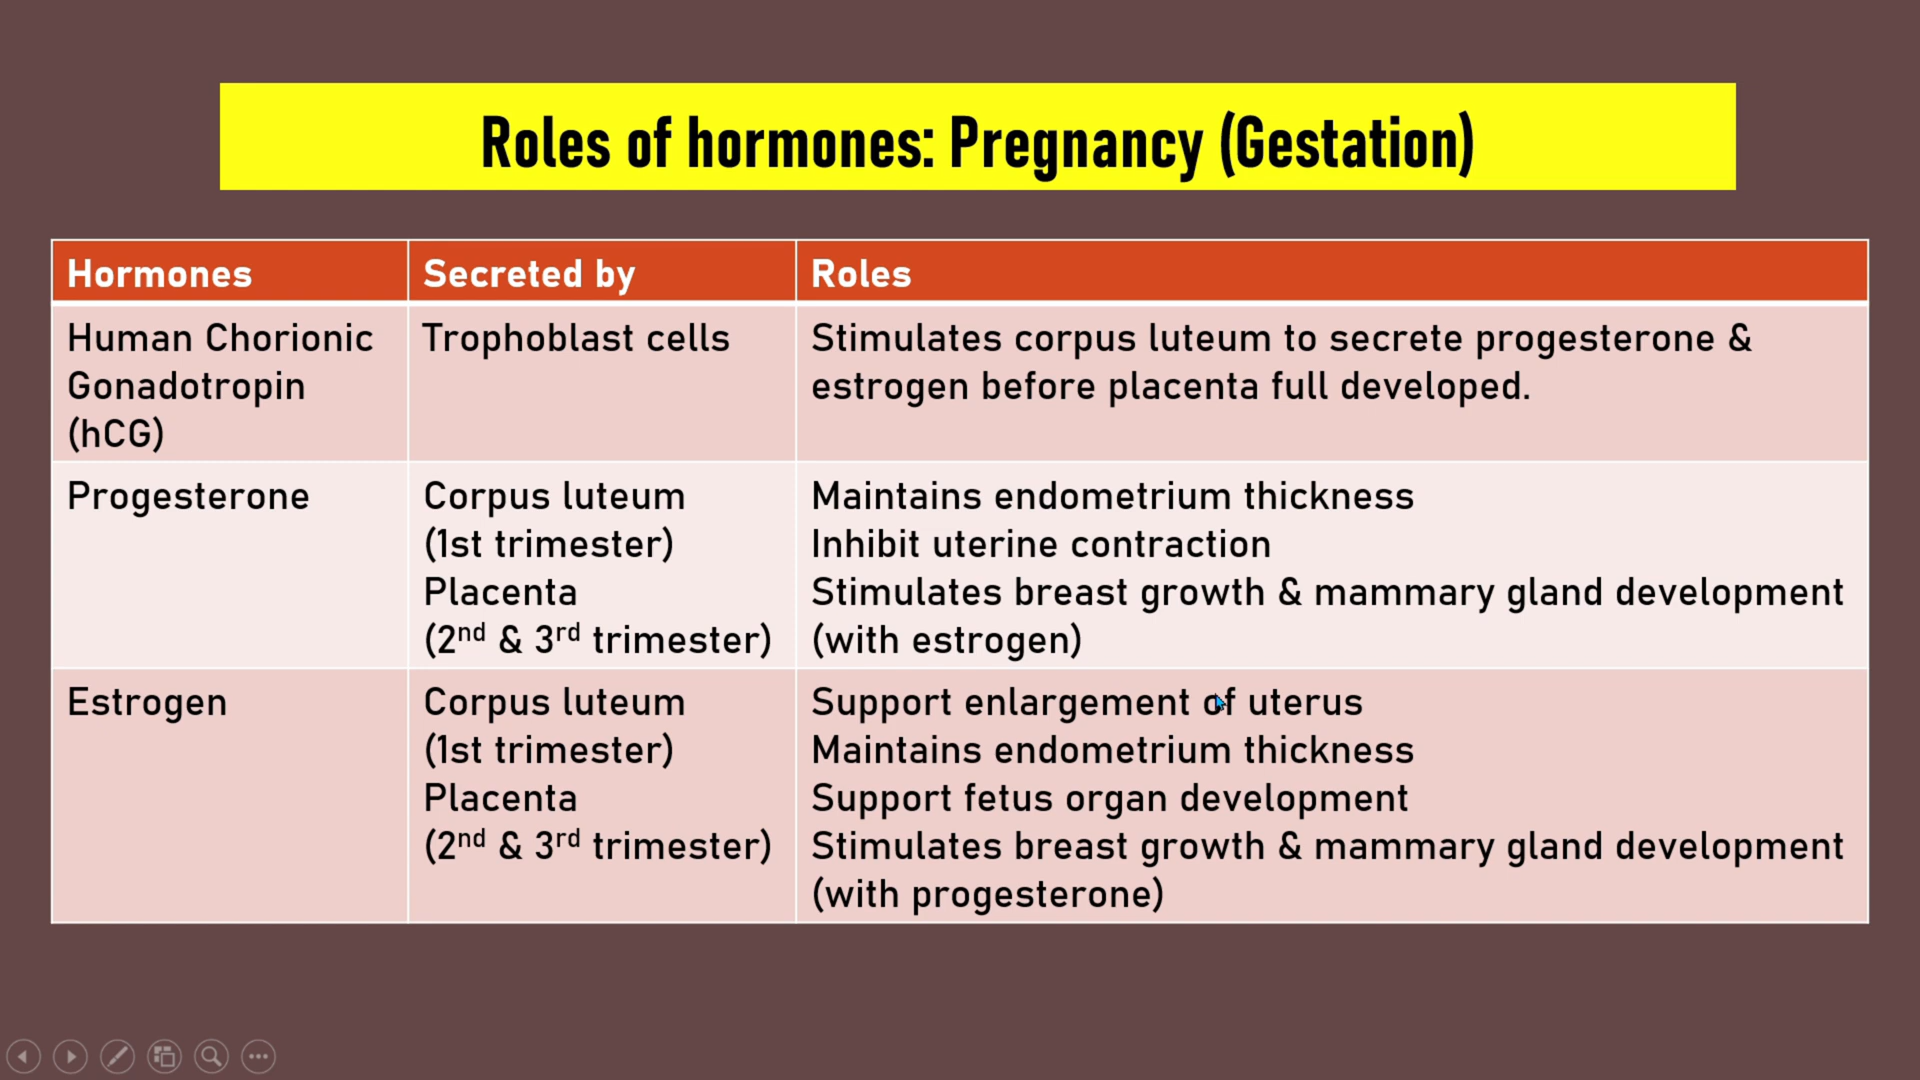 Roles of hormones: Pregnancy (Gestation)
Hormones
Secreted by
Roles
Human Chorionic
Gonadotropin
(hCG)
Trophoblast cells
Stimulates corpus luteum to secrete progesterone &
estrogen before placenta full developed.
Progesterone
Corpus luteum
(1st trimester)
Placenta
(2nd & 3rd trimester)
Maintains endometrium thickness
Inhibit uterine contraction
Stimulates breast growth & mammary gland development
(with estrogen)
Estrogen
Corpus luteum
(1st trimester)
Placenta
(2nd & 3rd trimester)
Support enlargement of uterus
Maintains endometrium thickness
Support fetus organ development
Stimulates breast growth & mammary gland development
(with progesterone)